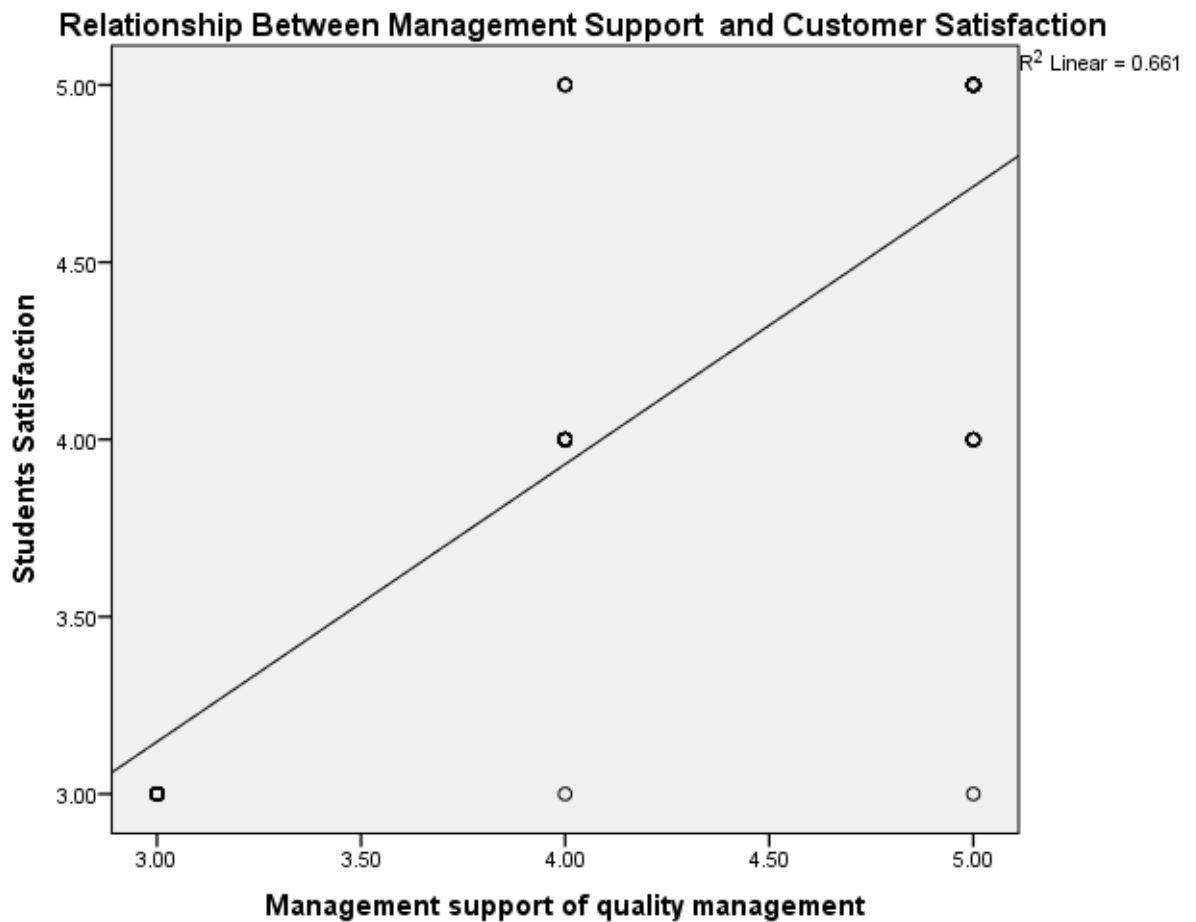 Relationship Between Management Support  and Customer Satisfaction
R² Linear = 0.661
Students Satisfaction
5.00
4.50
4.00
3.50
3.00
3.00 3.50 4.00 4.50 5.00
Management support of quality management